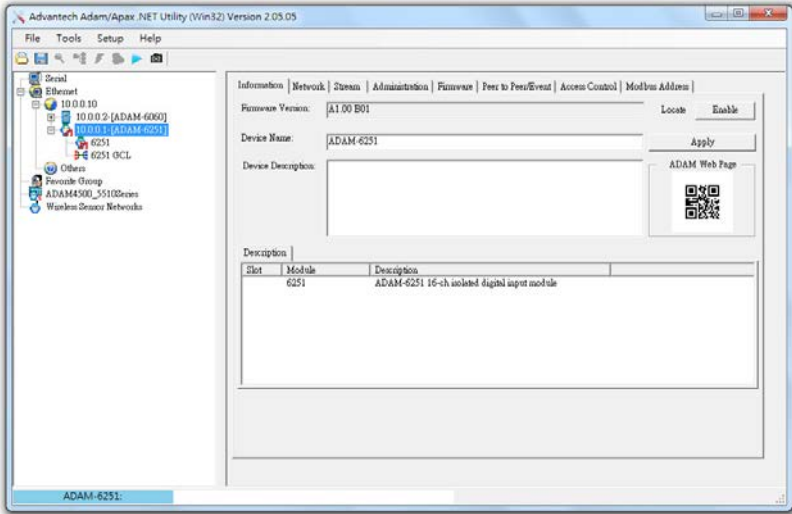 Advantech Adam/Apax .NET Utility (Win32) Version 2.05.05
File Tools Setup Help
Serial
Ethernet
10.0.0.10
10.0.0.2-[ADAM-6060]
10.0.0.1-[ADAM-6251]
6251
6251 GCL
Others
Favorite Group
ADAM4500_5510Series
Wireless Sensor Networks
Information Network Stream Administration Firmware Peer to Peer/Event Access Control Modbus Address
Firmware Version: A1.00 B01 Locate Enable
Device Name: ADAM-6251 Apply
Device Description: ADAM Web Page
Description
Slot Module Description
6251 ADAM-6251 16-ch isolated digital input module
ADAM-6251: